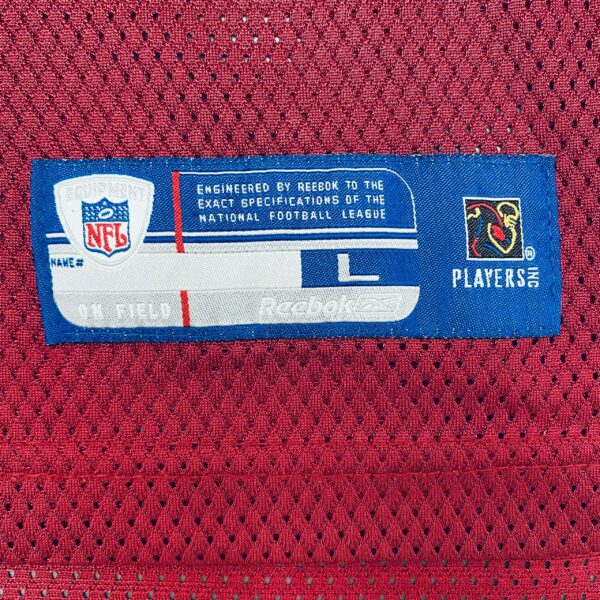 EQUIPMENT
NFL
ENGINEERED BY REEBOK TO THE
EXACT SPECIFICATIONS OF THE
NATIONAL FOOTBALL LEAGUE
NAME#
L
ON FIELD
Reebok
®
PLAYERS INC